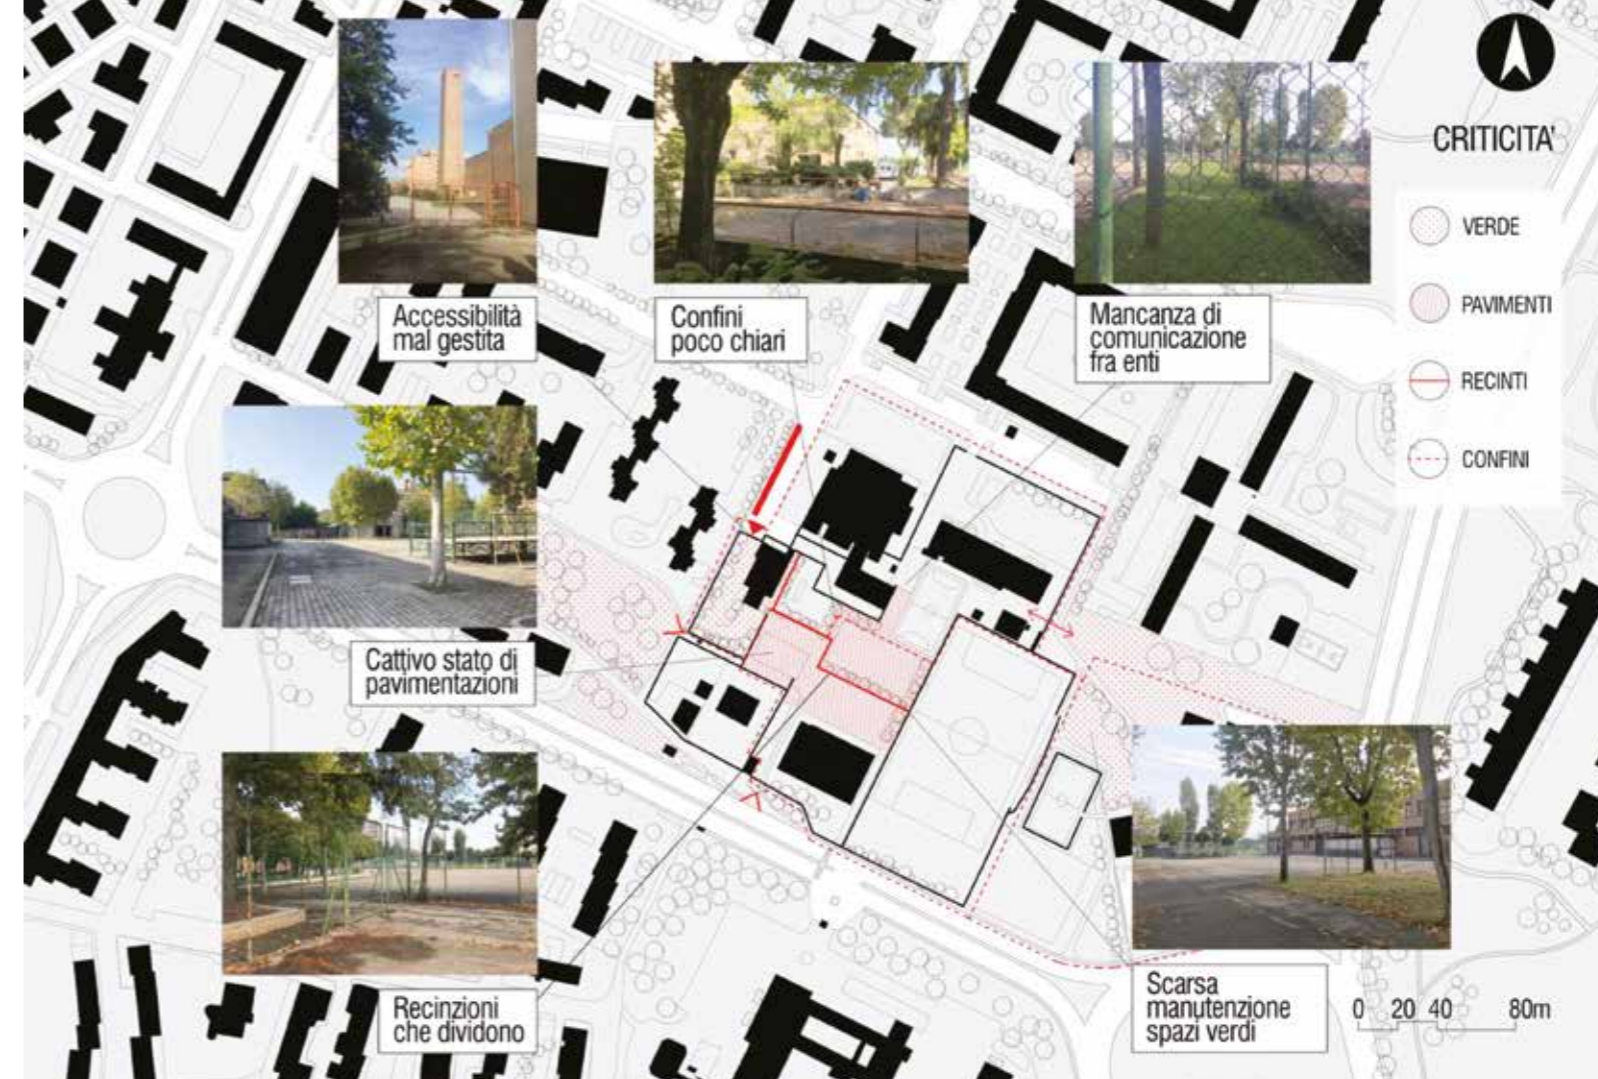 CRITICITA'
VERDE
PAVIMENTI
RECINTI
CONFINI
Accessibilità
mal gestita
Confini
poco chiari
Mancanza di
comunicazione
fra enti
Cattivo stato di
pavimentazioni
Recinzioni
che dividono
Scarsa
manutenzione
spazi verdi
0 20 40 80m